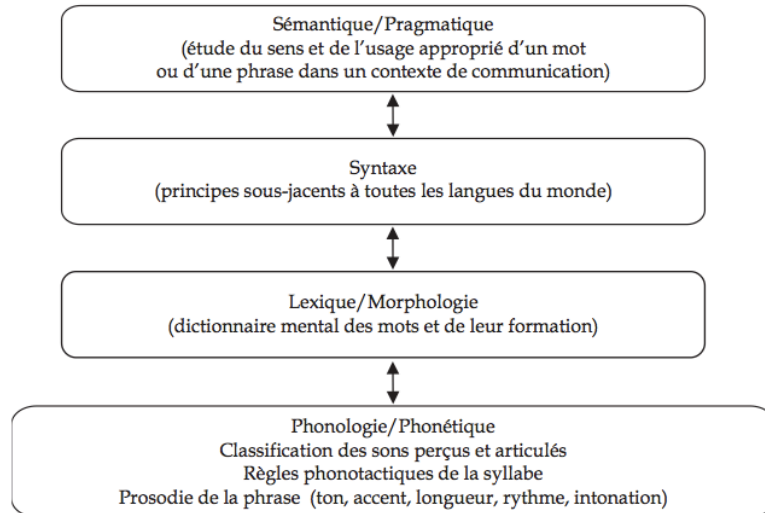 Sémantique/Pragmatique
(étude du sens et de l'usage approprié d'un mot
ou d'une phrase dans un contexte de communication)
Syntaxe
(principes sous-jacents à toutes les langues du monde)
Lexique/Morphologie
(dictionnaire mental des mots et de leur formation)
Phonologie/Phonétique
Classification des sons perçus et articulés
Règles phonotactiques de la syllabe
Prosodie de la phrase (ton, accent, longueur, rythme, intonation)